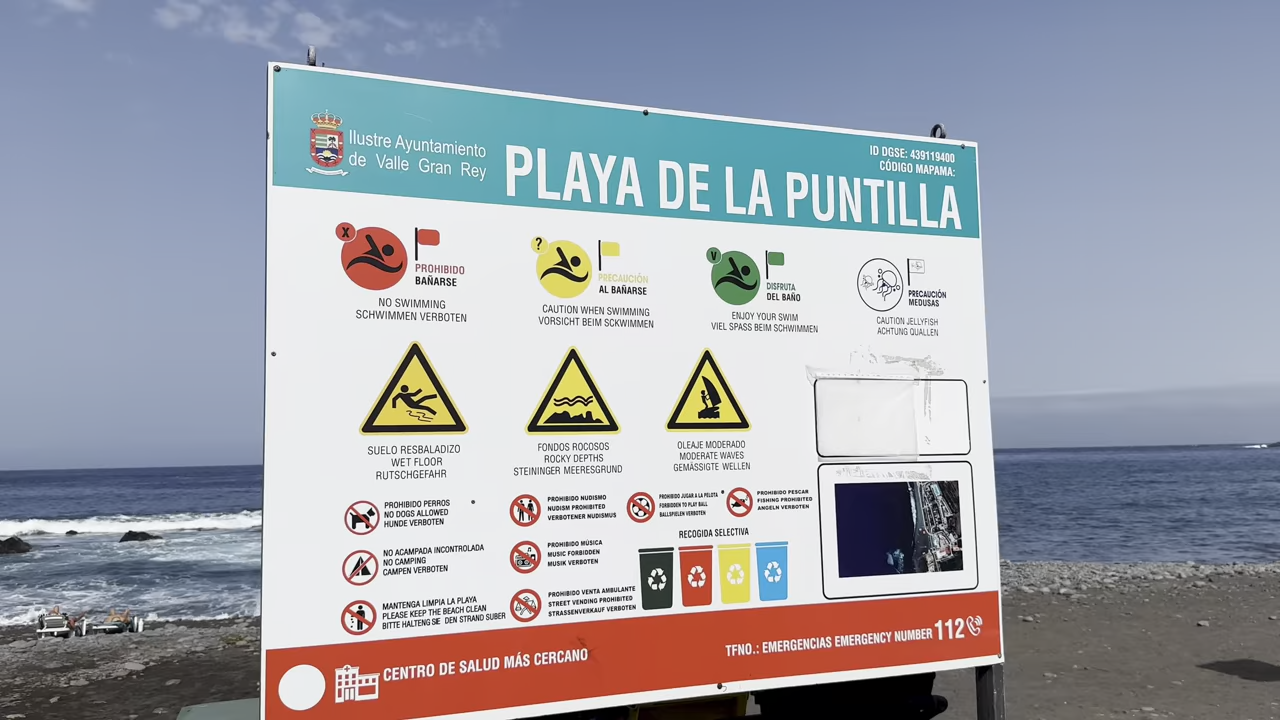 Ilustre Ayuntamiento
de Valle Gran Rey
PLAYA DE LA PUNTILLA
ID DGSE: 439119400
CÓDIGO MAPAMA:
X
PROHIBIDO
BAÑARSE
NO SWIMMING
SCHWIMMEN VERBOTEN
?
PRECAUCIÓN
AL BAÑARSE
CAUTION WHEN SWIMMING
VORSICHT BEIM SCKWIMMEN
V
DISFRUTA
DEL BAÑO
ENJOY YOUR SWIM
VIEL SPASS BEIM SCHWIMMEN
PRECAUCIÓN
MEDUSAS
CAUTION JELLYFISH
ACHTUNG QUALLEN
SUELO RESBALADIZO
WET FLOOR
RUTSCHGEFAHR
FONDOS ROCOSOS
ROCKY DEPTHS
STEININGER MEERESGRUND
OLEAJE MODERADO
MODERATE WAVES
GEMÄSSIGTE WELLEN
PROHIBIDO PERROS
NO DOGS ALLOWED
HUNDE VERBOTEN
PROHIBIDO NUDISMO
NUDISM PROHIBITED
VERBOTENER NUDISMUS
PROHIBIDO JUGAR A LA PELOTA
FORBIDDEN TO PLAY BALL
BALLSPIELEN VERBOTEN
PROHIBIDO PESCAR
FISHING PROHIBITED
ANGELN VERBOTEN
NO ACAMPADA INCONTROLADA
NO CAMPING
CAMPEN VERBOTEN
PROHIBIDO MÚSICA
MUSIC FORBIDDEN
MUSIK VERBOTEN
RECOGIDA SELECTIVA
MANTENGA LIMPIA LA PLAYA
PLEASE KEEP THE BEACH CLEAN
BITTE HALTENG SIE DEN STRAND SUBER
PROHIBIDO VENTA AMBULANTE
STREET VENDING PROHIBITED
STRASSENVERKAUF VERBOTEN
CENTRO DE SALUD MÁS CERCANO
TFNO.: EMERGENCIAS EMERGENCY NUMBER 112